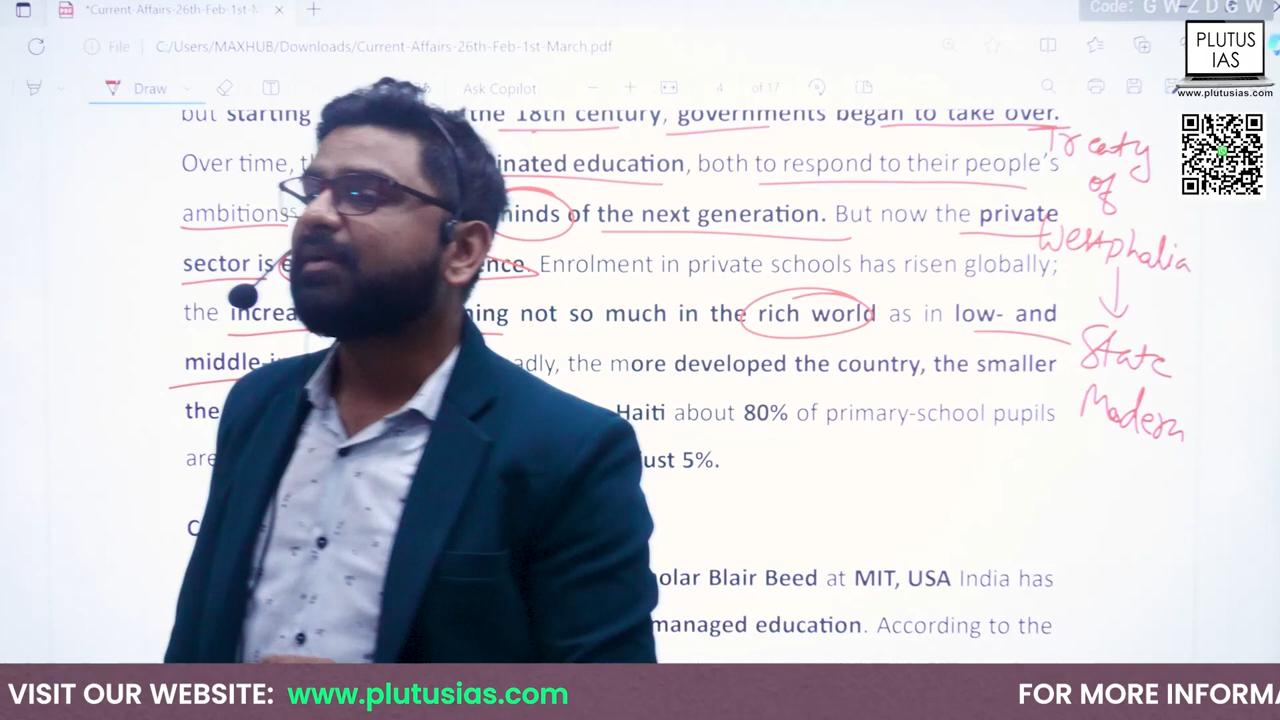 *Current-Affairs-26th-Feb-1st-M
Code: G W Z D G W
File
C:/Users/MAXHUB/Downloads/Current-Affairs-26th-Feb-1st-March.pdf
PLUTUS
IAS
www.plutusias.com
Draw
Ask Copilot
4 of 17
but starting the 18th century, governments began to take over.
Over time, inated education, both to respond to their people's
ambitionss minds of the next generation. But now the private
sector is ence. Enrolment in private schools has risen globally;
the increa ning not so much in the rich world as in low- and
middle-i adly, the more developed the country, the smaller
the Haiti about 80% of primary-school pupils
are just 5%.
Treaty
of
Westphalia
State
Modern
C
olar Blair Beed at MIT, USA India has
managed education. According to the
VISIT OUR WEBSITE: www.plutusias.com
FOR MORE INFORMA